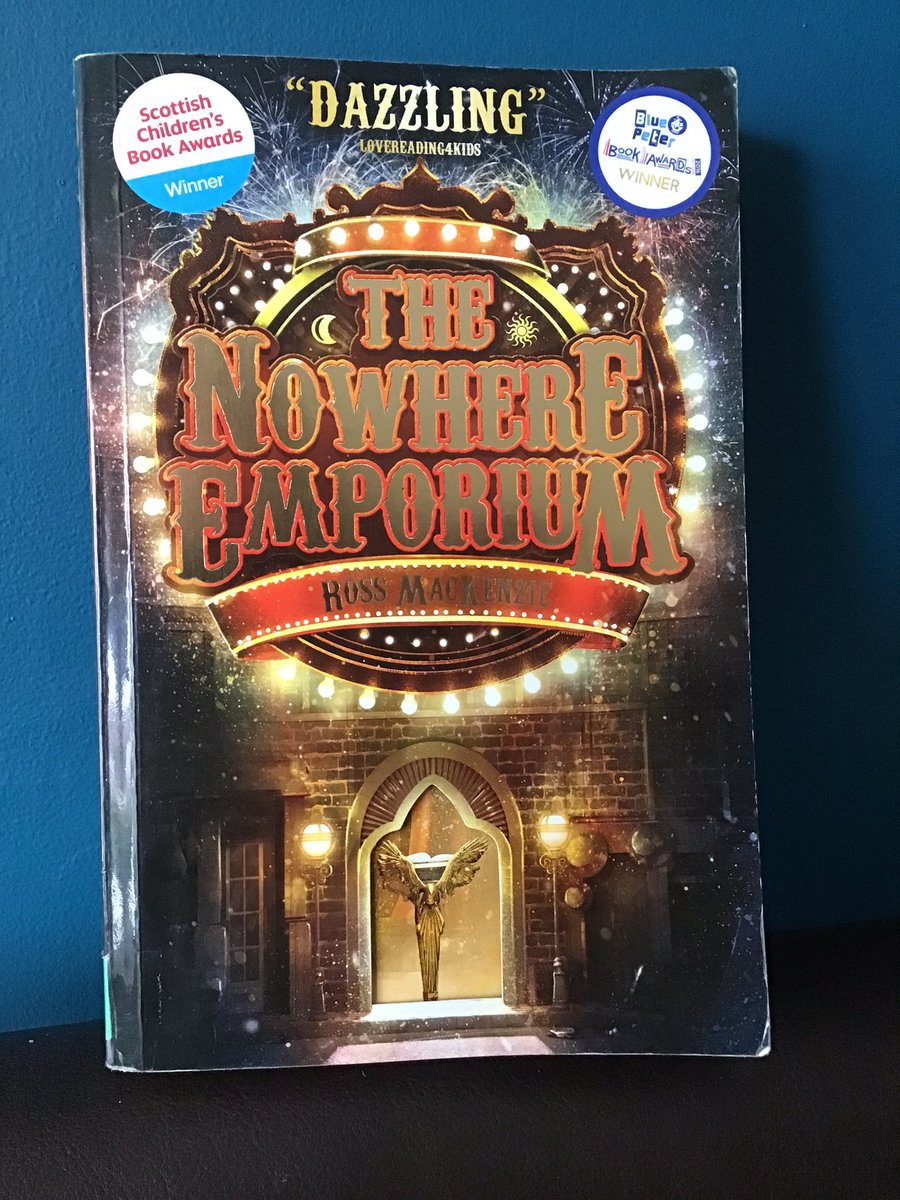 Scottish
Children's
Book Awards
Winner
"DAZZLING"
LOVEREADING4KIDS
Blue
Peter
Book Awards
WINNER
THE
NOWHERE
EMPORIUM
ROSS MACKENZIE